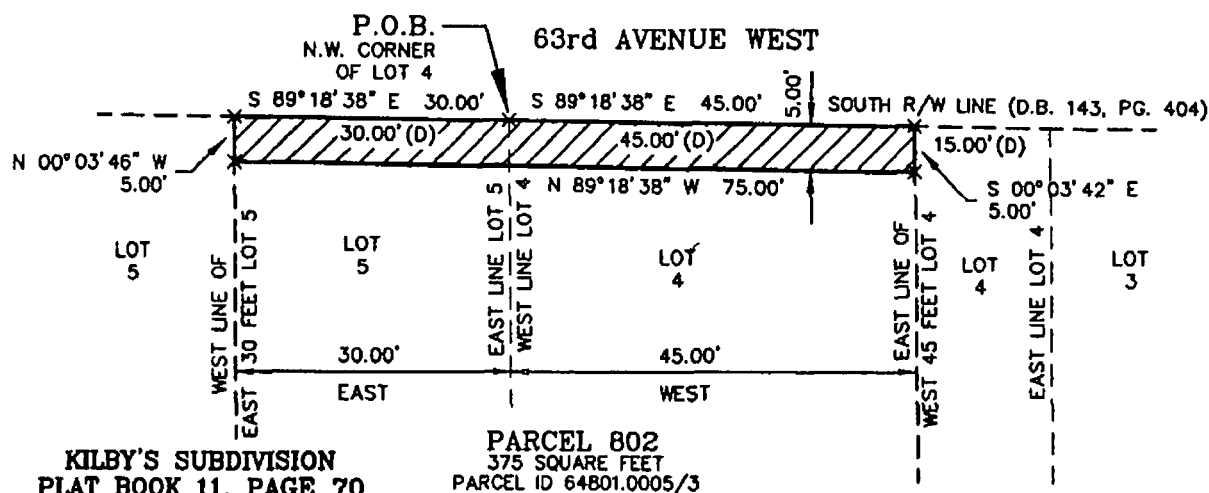 P.O.B.
N.W. CORNER
OF LOT 4
63rd AVENUE WEST
S 89°18'38" E 30.00'
S 89°18'38" E 45.00'
5.00'
SOUTH R/W LINE (D.B. 143, PG. 404)
30.00'(D)
45.00'(D)
15.00'(D)
N 00°03'46" W
5.00'
N 89°18'38" W 75.00'
S 00°03'42" E
5.00'
LOT
5
WEST LINE OF
EAST 30 FEET LOT 5
LOT
5
EAST LINE LOT 5
WEST LINE LOT 4
LOT
4
EAST LINE OF
WEST 45 FEET LOT 4
LOT
4
EAST LINE LOT 4
LOT
3
30.00'
45.00'
EAST
WEST
KILBY'S SUBDIVISION
PLAT BOOK 11, PAGE 70
PARCEL 802
375 SQUARE FEET
PARCEL ID 64801.0005/3